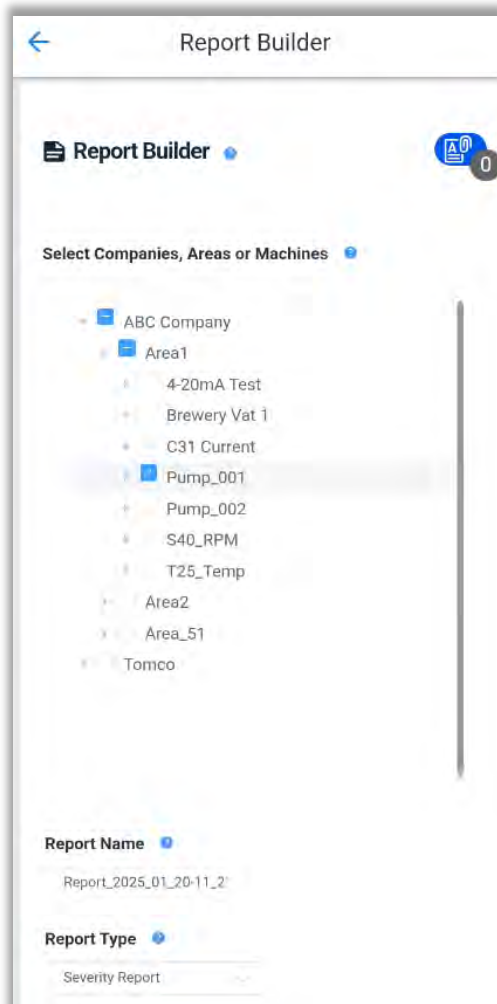 Report Builder
Report Builder
0
Select Companies, Areas or Machines
ABC Company
Area1
4-20mA Test
Brewery Vat 1
C31 Current
Pump_001
Pump_002
S40_RPM
T25_Temp
Area2
Area_51
Tomco
Report Name
Report_2025_01_20-11_2
Report Type
Severity Report